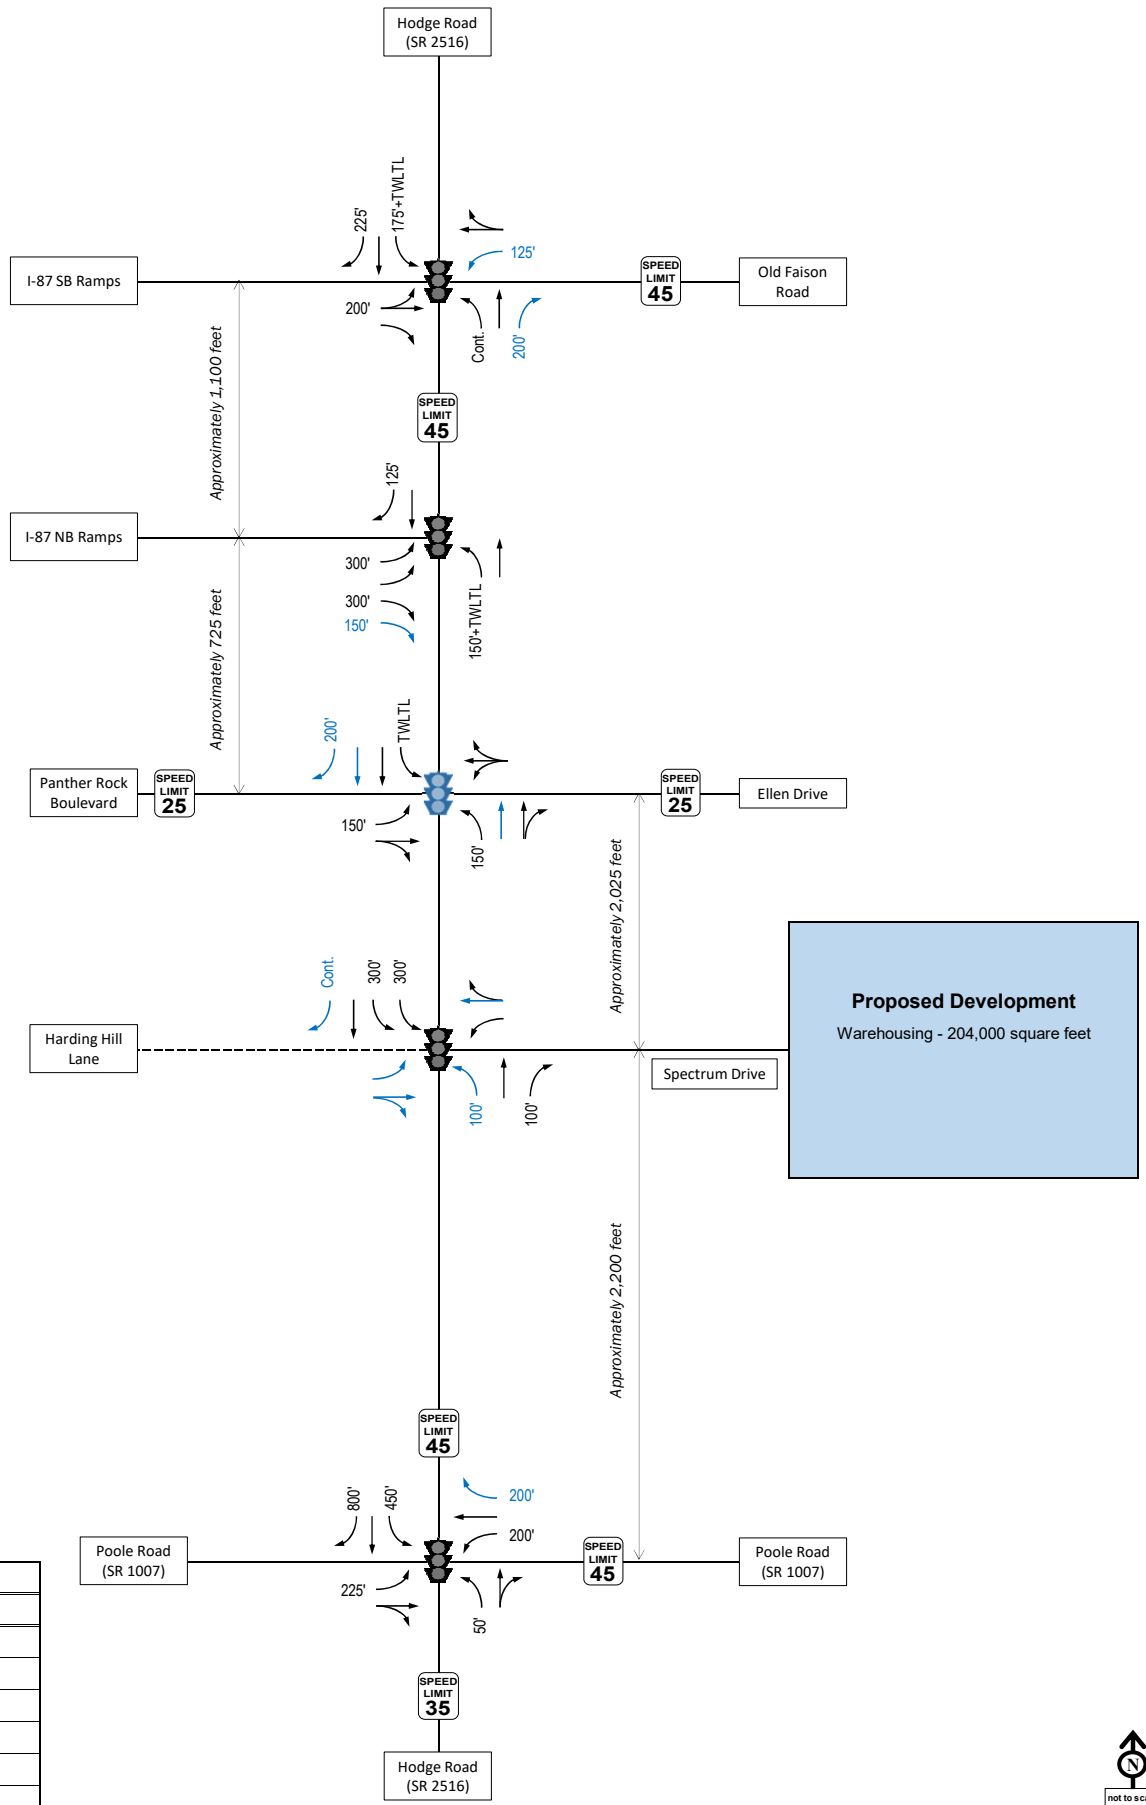 Hodge Road
(SR 2516)
225'
175'+TWLTL
125'
I-87 SB Ramps
SPEED
LIMIT
45
Old Faison
Road
200'
Cont.
200'
Approximately 1,100 feet
SPEED
LIMIT
45
125'
I-87 NB Ramps
300'
300'
150'
150'+TWLTL
Approximately 725 feet
200'
TWLTL
Panther Rock
Boulevard
SPEED
LIMIT
25
SPEED
LIMIT
25
Ellen Drive
150'
150'
Approximately 2,025 feet
Proposed Development
Warehousing - 204,000 square feet
Cont.
300'
300'
Harding Hill
Lane
Spectrum Drive
100'
100'
Approximately 2,200 feet
SPEED
LIMIT
45
800'
450'
200'
200'
Poole Road
(SR 1007)
SPEED
LIMIT
45
Poole Road
(SR 1007)
225'
50'
SPEED
LIMIT
35
Hodge Road
(SR 2516)
N
not to sca